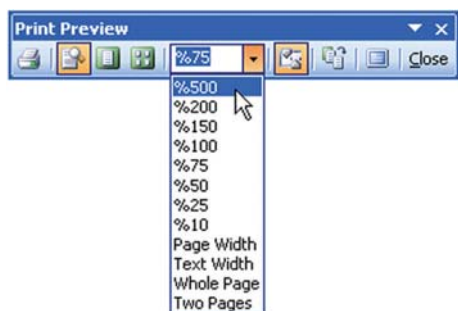 Print Preview
%75 Close
%500
%200
%150
%100
%75
%50
%25
%10
Page Width
Text Width
Whole Page
Two Pages